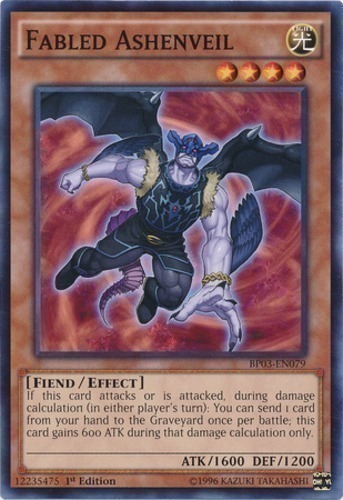 FABLED ASHENVEIL
LIGHT
光
BP03-EN079
[FIEND / EFFECT]
If this card attacks or is attacked, during damage
calculation (in either player's turn): You can send 1 card
from your hand to the Graveyard once per battle; this
card gains 600 ATK during that damage calculation only.
ATK/1600 DEF/1200
12235475 1st Edition ©1996 KAZUKI TAKAHASHI